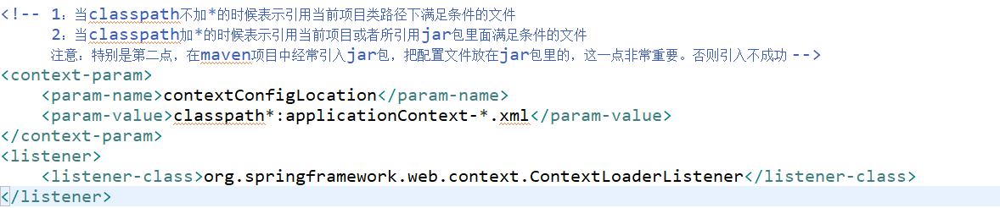 <!-- 1：当classpath不加*的时候表示引用当前项目类路径下满足条件的文件
2：当classpath加*的时候表示引用当前项目或者所引用jar包里面满足条件的文件
注意：特别是第二点，在maven项目中经常引入jar包，把配置文件放在jar包里的，这一点非常重要。否则引入不成功 -->
<context-param>
<param-name>contextConfigLocation</param-name>
<param-value>classpath*:applicationContext-*.xml</param-value>
</context-param>
<listener>
<listener-class>org.springframework.web.context.ContextLoaderListener</listener-class>
</listener>